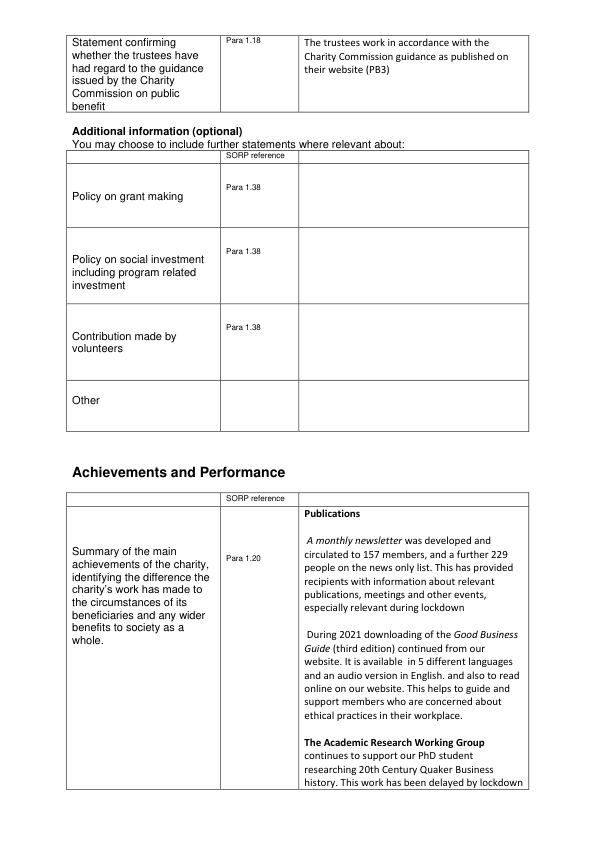 Statement confirming
whether the trustees have
had regard to the guidance
issued by the Charity
Commission on public
benefit
Para 1.18
The trustees work in accordance with the
Charity Commission guidance as published on
their website (PB3)
Additional information (optional)
You may choose to include further statements where relevant about:
SORP reference
Policy on grant making
Para 1.38
Policy on social investment
including program related
investment
Para 1.38
Contribution made by
volunteers
Para 1.38
Other
Achievements and Performance
SORP reference
Summary of the main
achievements of the charity,
identifying the difference the
charity's work has made to
the circumstances of its
beneficiaries and any wider
benefits to society as a
whole.
Para 1.20
Publications
A monthly newsletter was developed and
circulated to 157 members, and a further 229
people on the news only list. This has provided
recipients with information about relevant
publications, meetings and other events,
especially relevant during lockdown
During 2021 downloading of the Good Business
Guide (third edition) continued from our
website. It is available in 5 different languages
and an audio version in English. and also to read
online on our website. This helps to guide and
support members who are concerned about
ethical practices in their workplace.
The Academic Research Working Group
continues to support our PhD student
researching 20th Century Quaker Business
history. This work has been delayed by lockdown